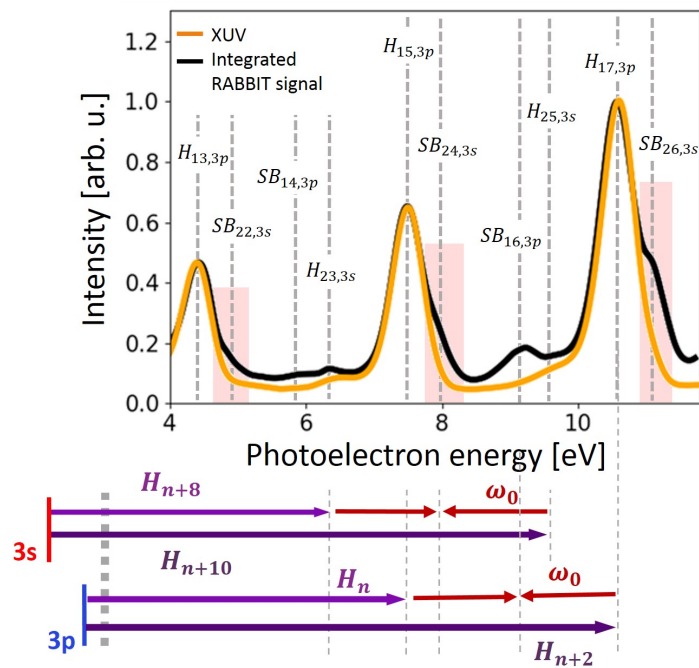 XUV
Integrated
RABBIT signal
H15,3p
H17,3p
H25,3s
H13,3p
SB14,3p
SB24,3s
SB26,3s
SB22,3s
SB16,3p
H23,3s
Intensity [arb. u.]
1.2
1.0
0.8
0.6
0.4
0.2
0.0
4 6 8 10
Photoelectron energy [eV]
Hn+8
ω0
3s
Hn+10
Hn
ω0
3p
Hn+2